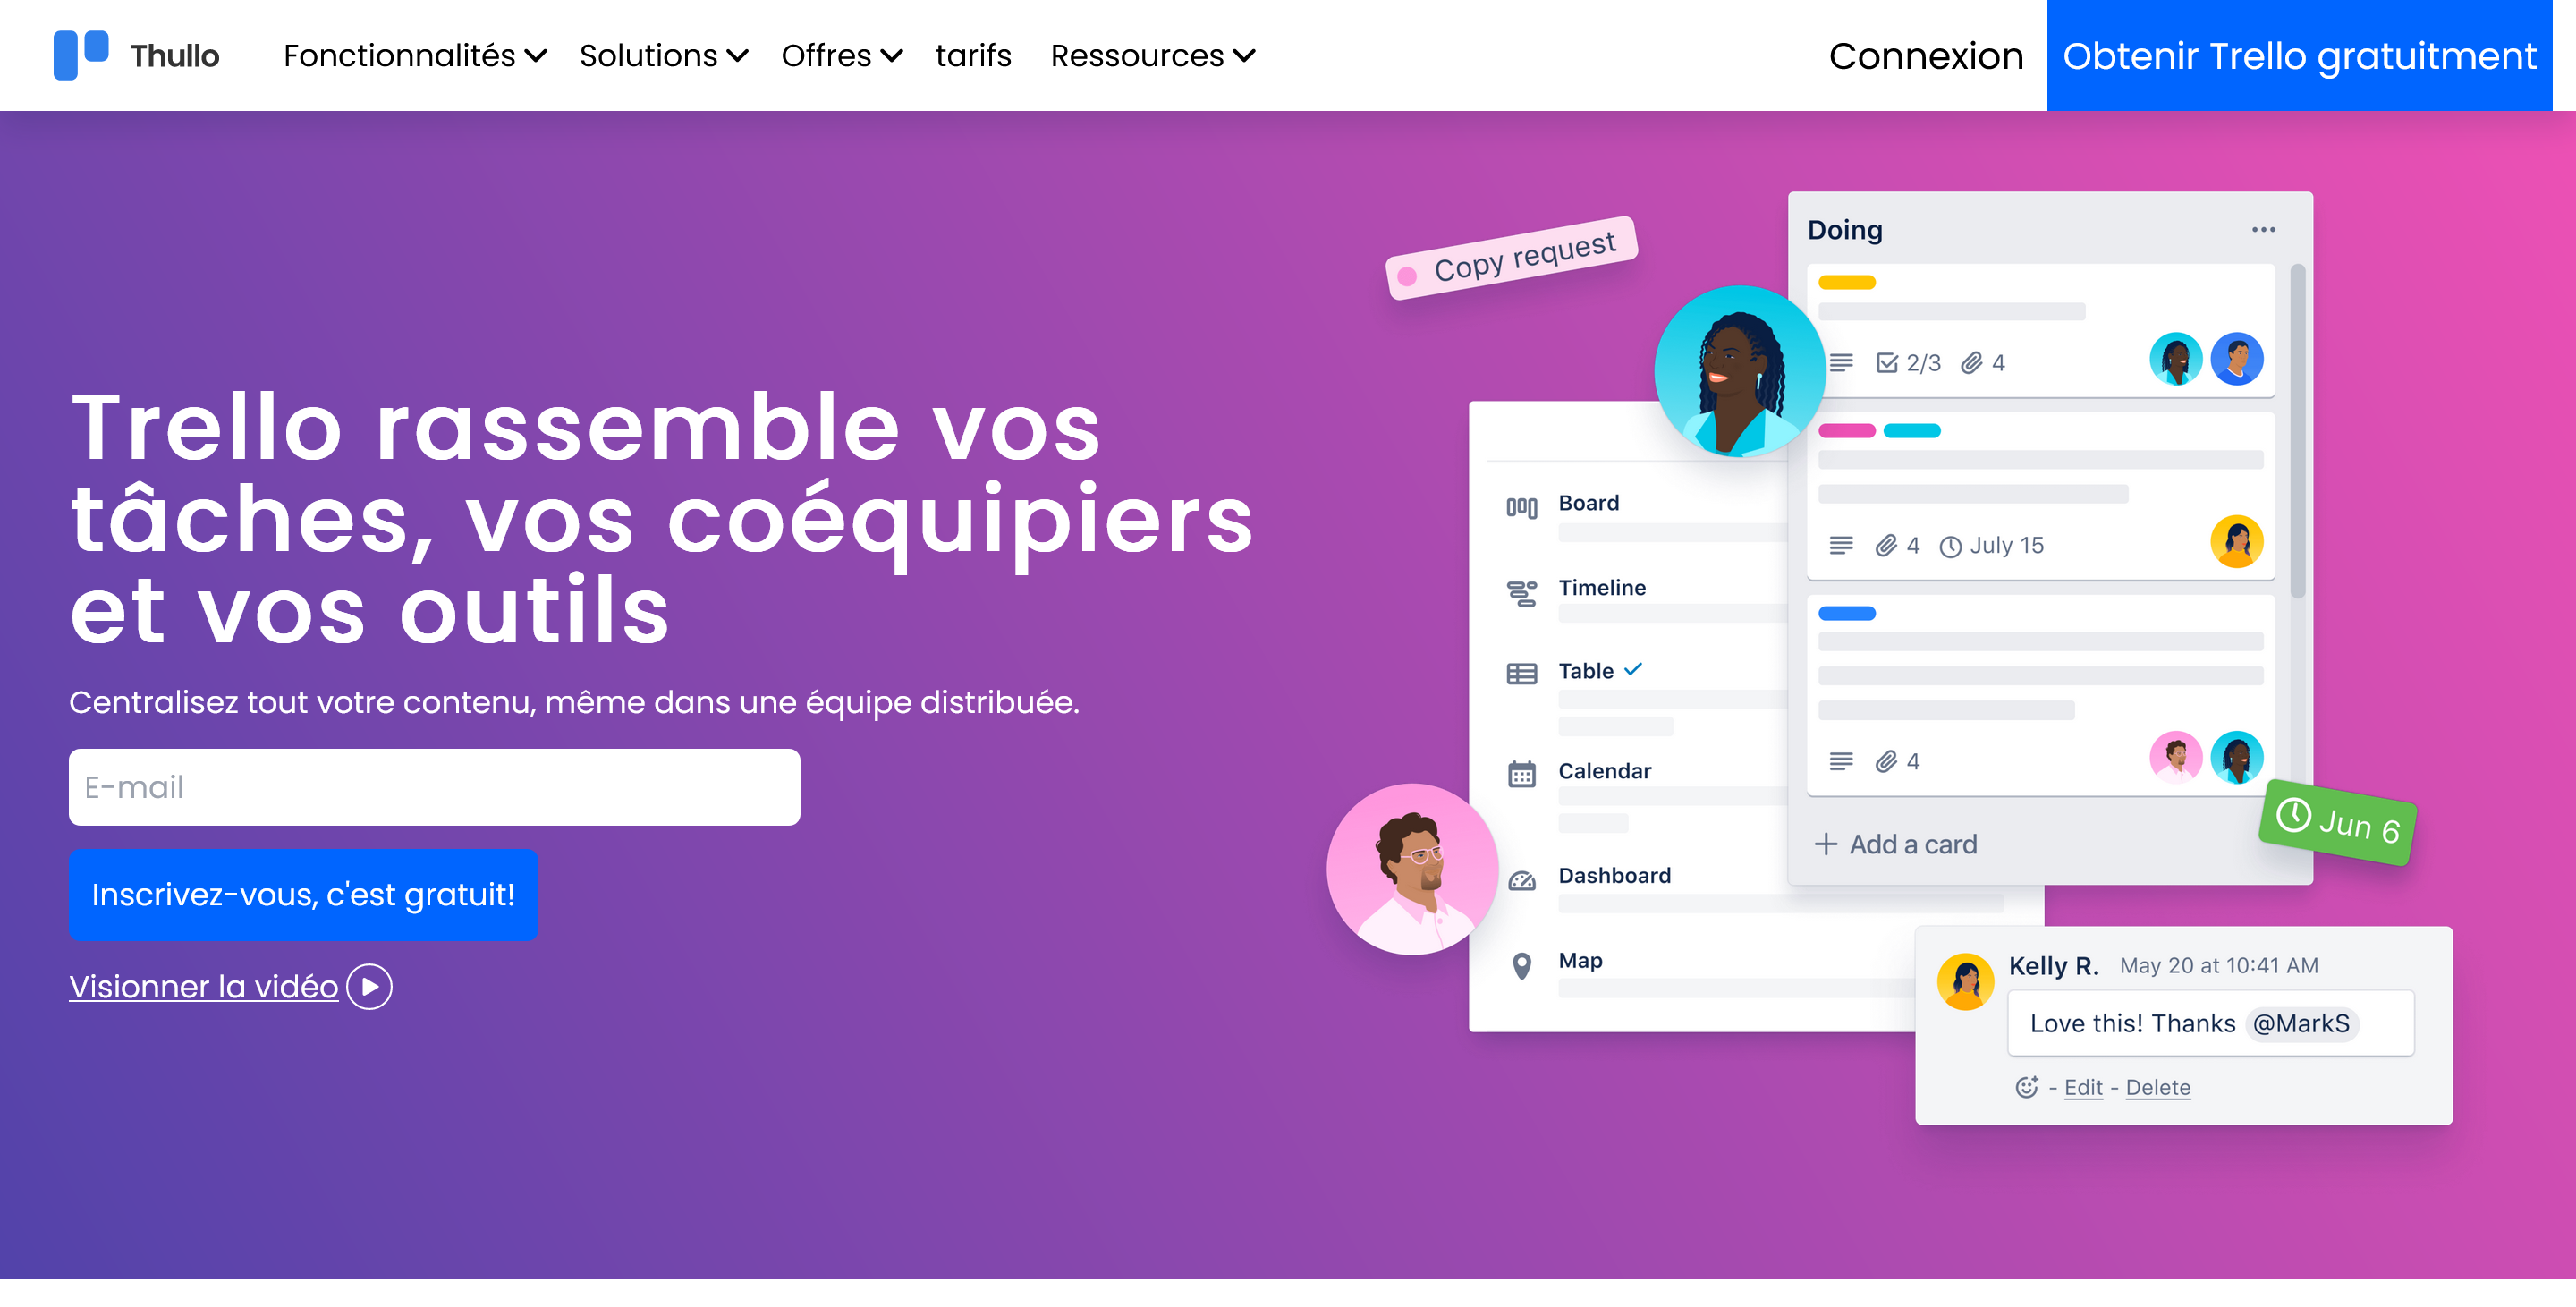 Thullo
Fonctionnalités
Solutions
Offres
tarifs
Ressources
Connexion
Obtenir Trello gratuitment
Trello rassemble vos
tâches, vos coéquipiers
et vos outils
Centralisez tout votre contenu, même dans une équipe distribuée.
E-mail
Inscrivez-vous, c'est gratuit!
Visionner la vidéo
Copy request
Doing
2/3
4
4
July 15
4
Add a card
Jun 6
Board
Timeline
Table
Calendar
Dashboard
Map
Kelly R. May 20 at 10:41 AM
Love this! Thanks @MarkS
- Edit - Delete